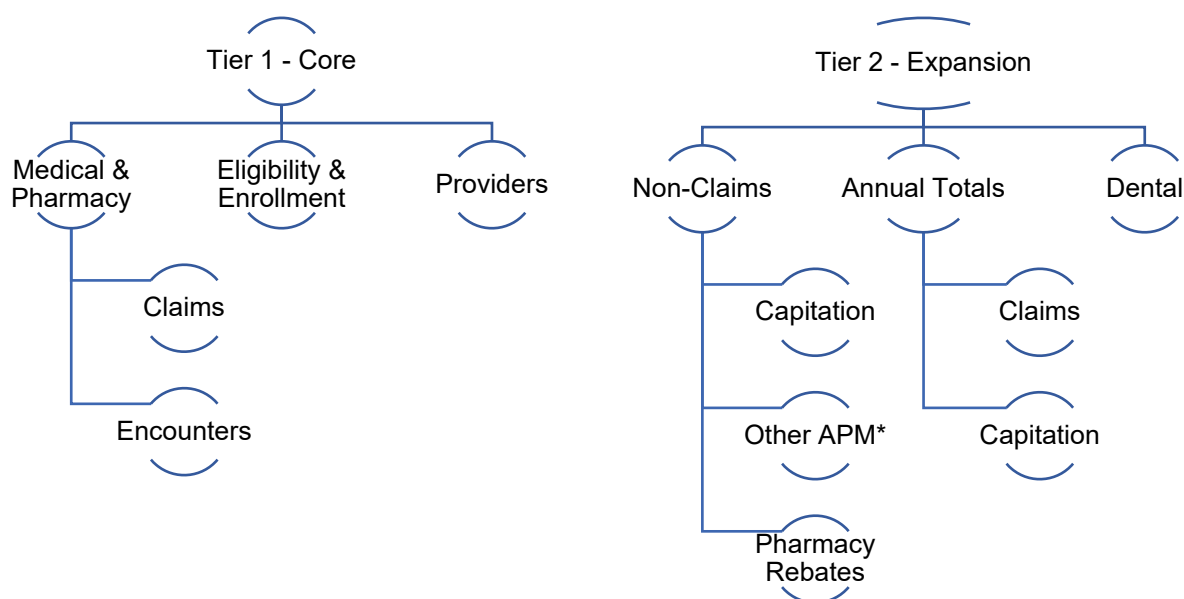 Tier 1 - Core
Medical &
Pharmacy
Eligibility &
Enrollment
Providers
Claims
Encounters
Tier 2 - Expansion
Non-Claims
Annual Totals
Dental
Capitation
Other APM*
Pharmacy
Rebates
Claims
Capitation